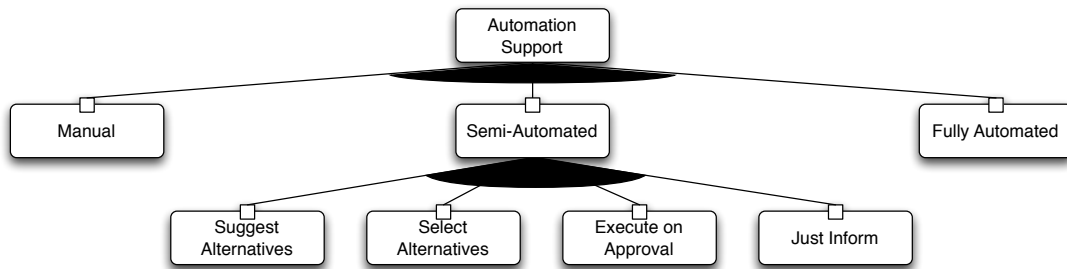 Automation
Support
Manual
Semi-Automated
Fully Automated
Suggest
Alternatives
Select
Alternatives
Execute on
Approval
Just Inform